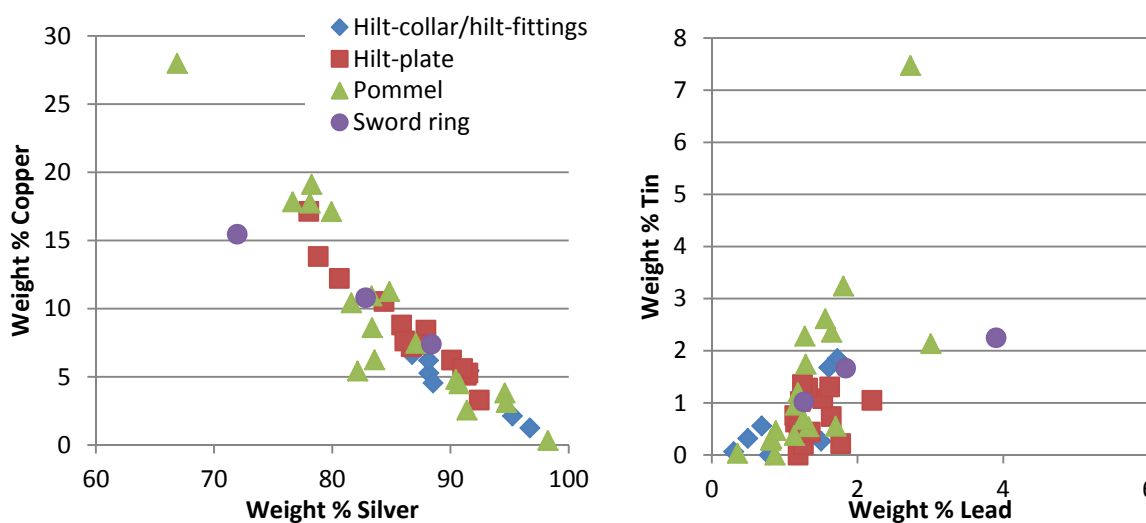 Weight % Copper
30
25
20
15
10
5
0
60 70 80 90 100
Weight % Silver
Hilt-collar/hilt-fittings
Hilt-plate
Pommel
Sword ring
Weight % Tin
8
7
6
5
4
3
2
1
0
0 2 4 6
Weight % Lead